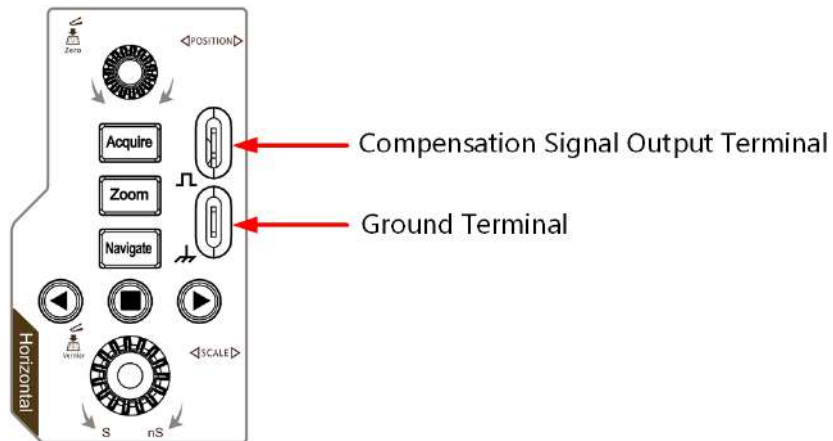 Zero
◁POSITION▷
Acquire
Compensation Signal Output Terminal
Zoom
Ground Terminal
Navigate
Horizontal
Vernier
◁SCALE▷
S nS